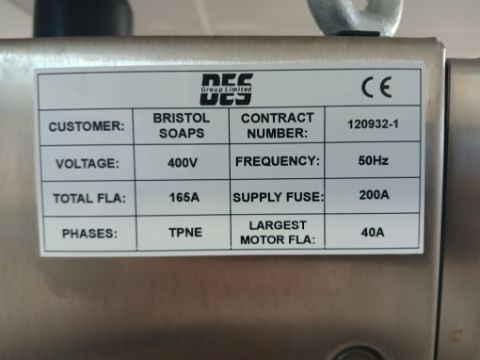 DES
Group Limited
CE
CUSTOMER: BRISTOL SOAPS CONTRACT NUMBER: 120932-1
VOLTAGE: 400V FREQUENCY: 50Hz
TOTAL FLA: 165A SUPPLY FUSE: 200A
PHASES: TPNE LARGEST MOTOR FLA: 40A